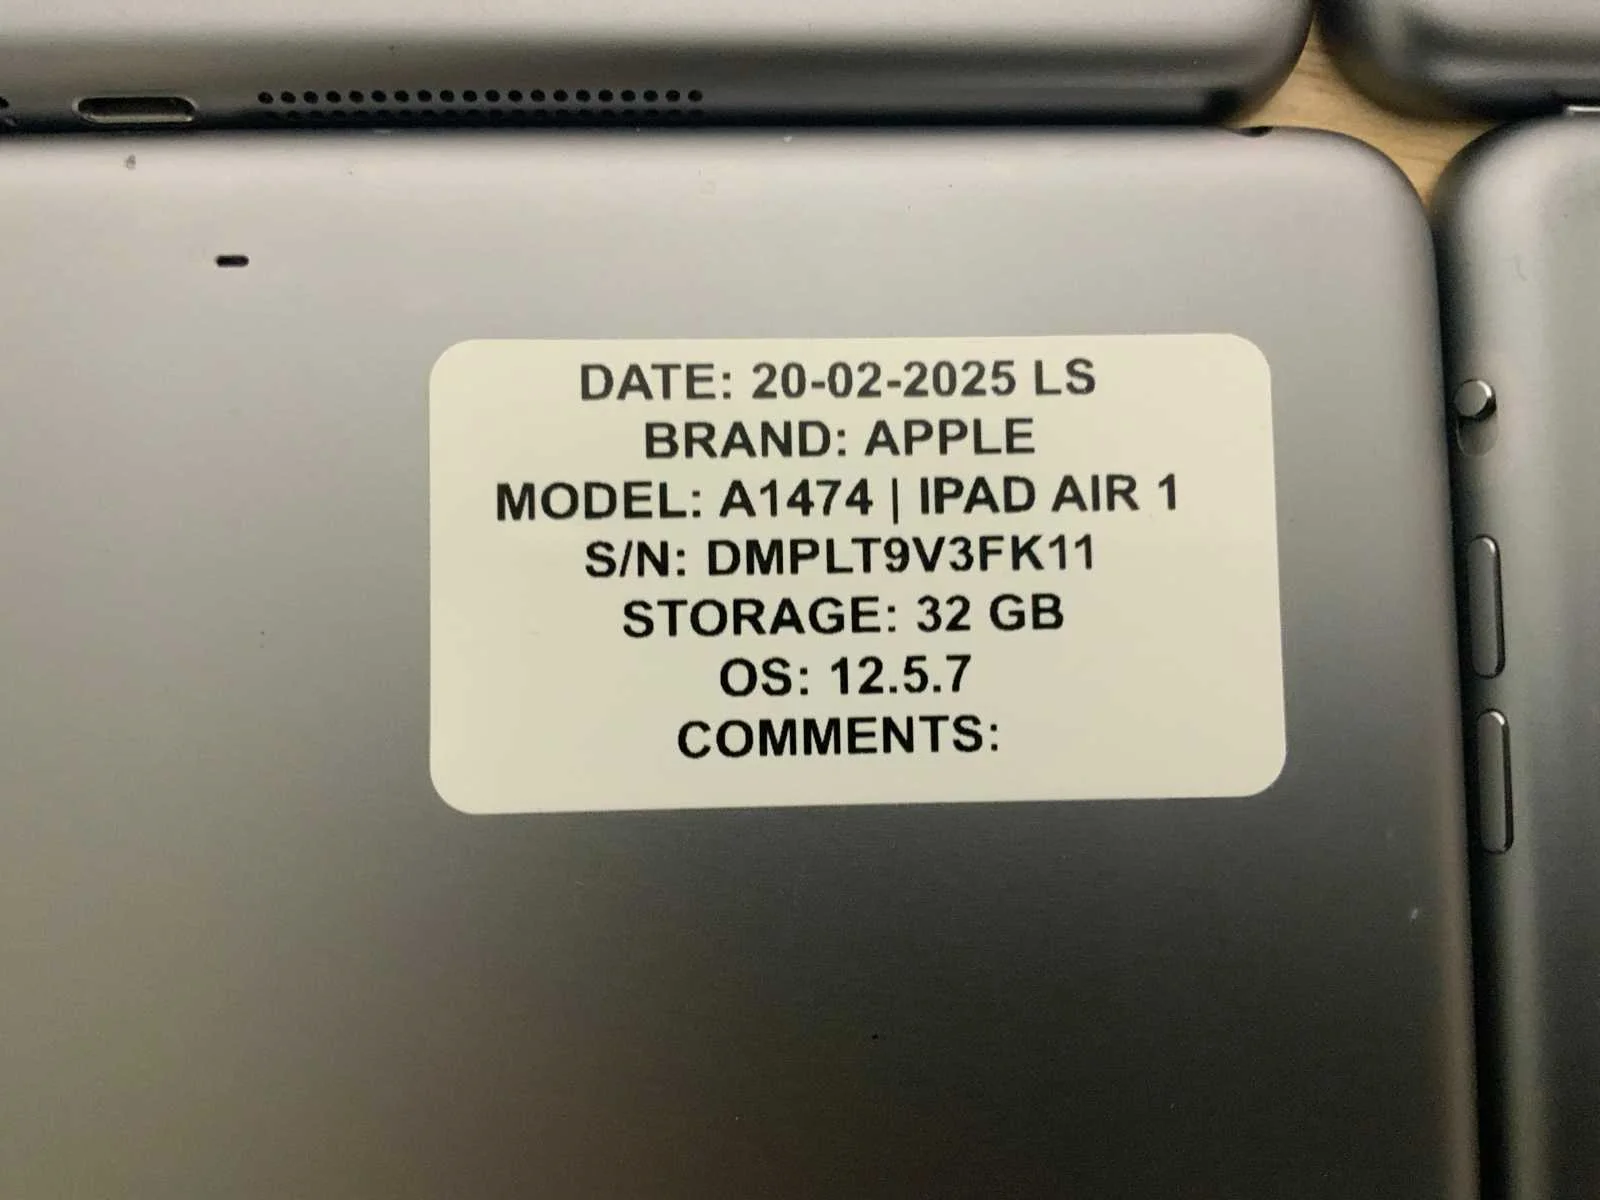 DATE: 20-02-2025 LS
BRAND: APPLE
MODEL: A1474 | IPAD AIR 1
S/N: DMPLT9V3FK11
STORAGE: 32 GB
OS: 12.5.7
COMMENTS: